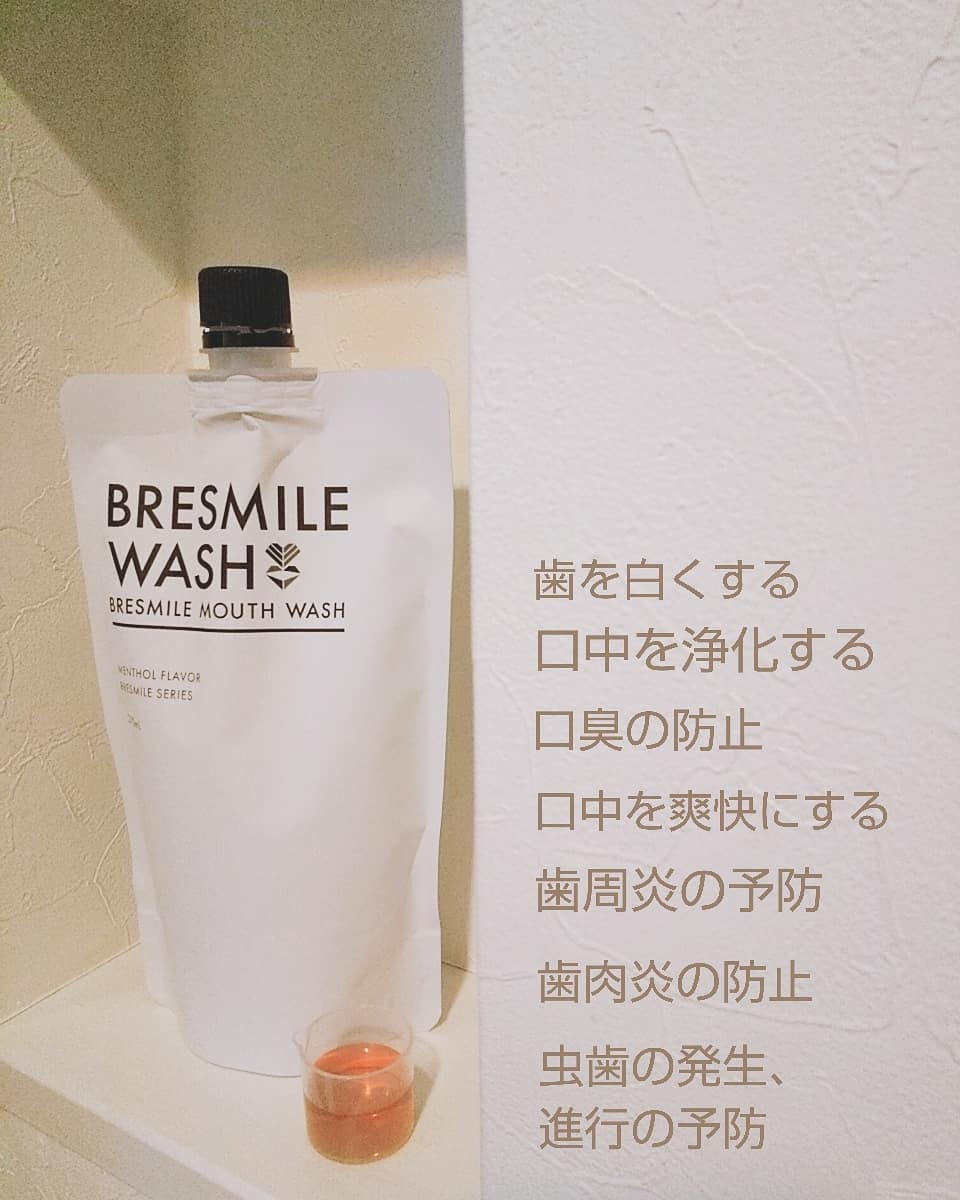 BRESMILE
WASH
BRESMILE MOUTH WASH
MENTHOL FLAVOR
BRESMILE SERIES
歯を白くする
口中を浄化する
口臭の防止
口中を爽快にする
歯周炎の予防
歯肉炎の防止
虫歯の発生、
進行の予防